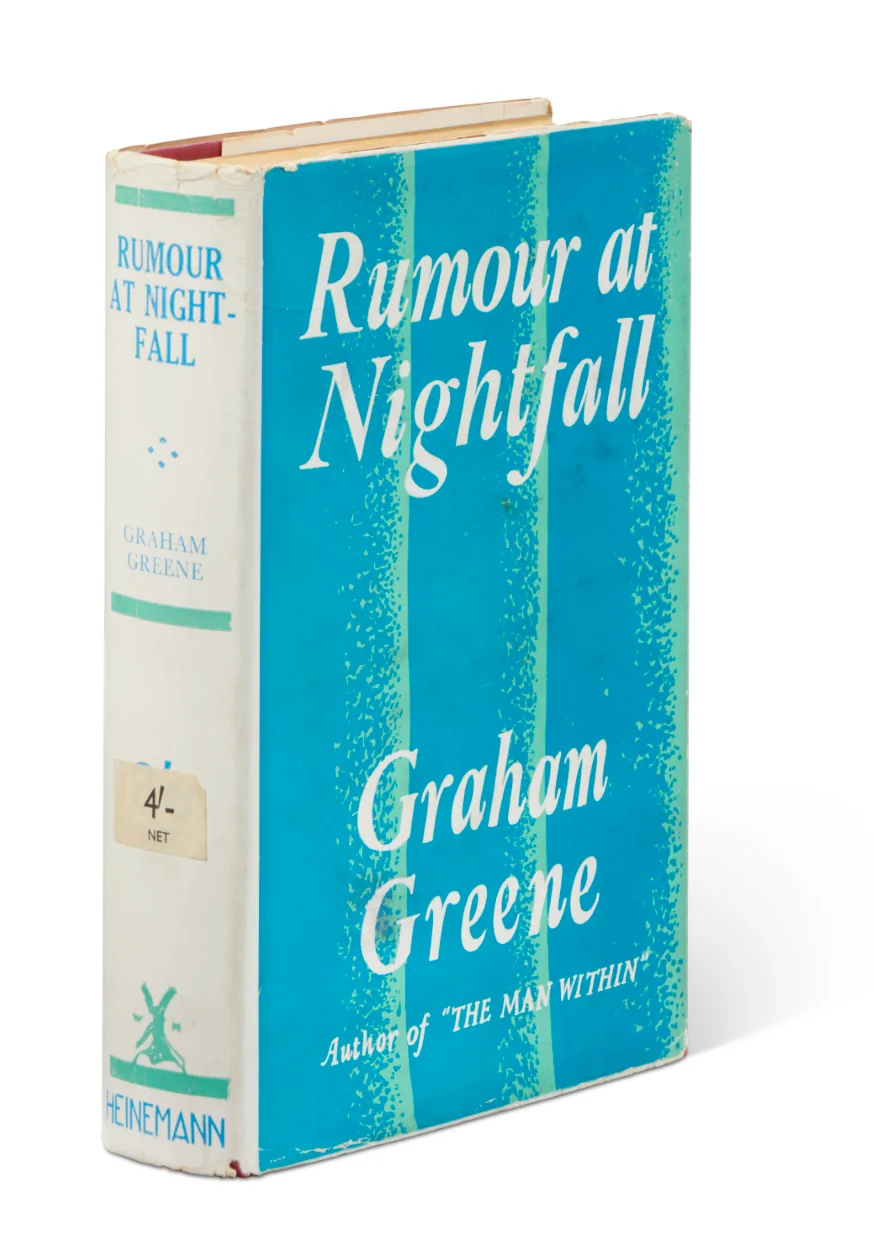 RUMOUR
AT NIGHT-
FALL
GRAHAM
GREENE
4/-
NET
W H
HEINEMANN
Rumour at
Nightfall
Graham
Greene
Author of "THE MAN WITHIN"